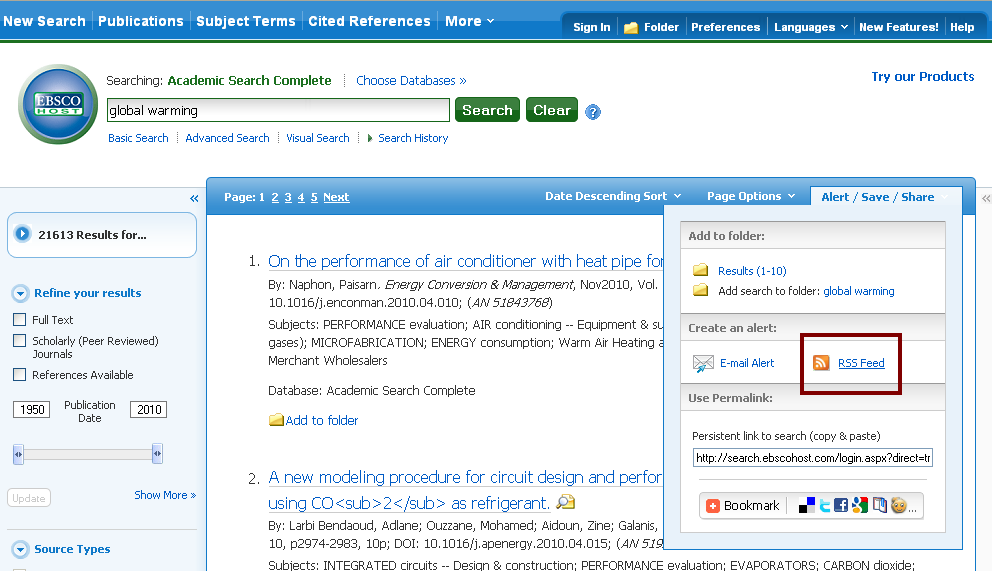 New Search Publications Subject Terms Cited References More
Sign In Folder Preferences Languages New Features! Help
Searching: Academic Search Complete Choose Databases »
Try our Products
EBSCO
HOST
global warming Search Clear ?
Basic Search Advanced Search Visual Search Search History
«
Page: 1 2 3 4 5 Next Date Descending Sort Page Options Alert / Save / Share «
21613 Results for...
Refine your results
Full Text
Scholarly (Peer Reviewed)
Journals
References Available
1950 Publication
Date 2010
Update Show More »
Source Types
1. On the performance of air conditioner with heat pipe for
By: Naphon, Paisarn. Energy Conversion & Management, Nov2010, Vol.
10.1016/j.enconman.2010.04.010; (AN 51843768)
Subjects: PERFORMANCE evaluation; AIR conditioning -- Equipment & su
gases); MICROFABRICATION; ENERGY consumption; Warm Air Heating a
Merchant Wholesalers
Database: Academic Search Complete
Add to folder
2. A new modeling procedure for circuit design and perfor
using CO<sub>2</sub> as refrigerant.
By: Larbi Bendaoud, Adlane; Ouzzane, Mohamed; Aidoun, Zine; Galanis,
10, p2974-2983, 10p; DOI: 10.1016/j.apenergy.2010.04.015; (AN 519
Subjects: INTEGRATED circuits -- Design & construction; PERFORMANCE evaluation; EVAPORATORS; CARBON dioxide;
Add to folder:
Results (1-10)
Add search to folder: global warming
Create an alert:
E-mail Alert RSS Feed
Use Permalink:
Persistent link to search (copy & paste)
http://search.ebscohost.com/login.aspx?direct=tr
Bookmark ...